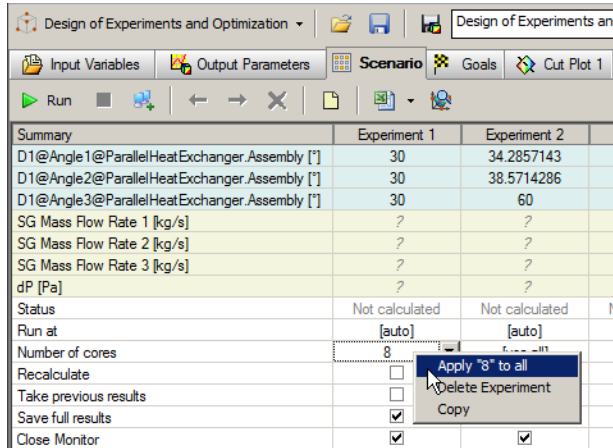 Design of Experiments and Optimization Design of Experiments an
Input Variables Output Parameters Scenario Goals Cut Plot 1
Run
Summary Experiment 1 Experiment 2
D1@Angle1@ParallelHeatExchanger.Assembly [°] 30 34.2857143
D1@Angle2@ParallelHeatExchanger.Assembly [°] 30 38.5714286
D1@Angle3@ParallelHeatExchanger.Assembly [°] 30 60
SG Mass Flow Rate 1 [kg/s] ? ?
SG Mass Flow Rate 2 [kg/s] ? ?
SG Mass Flow Rate 3 [kg/s] ? ?
dP [Pa] ? ?
Status Not calculated Not calculated N
Run at [auto] [auto]
Number of cores 8
Apply "8" to all
Recalculate
Delete Experiment
Take previous results
Copy
Save full results
Close Monitor